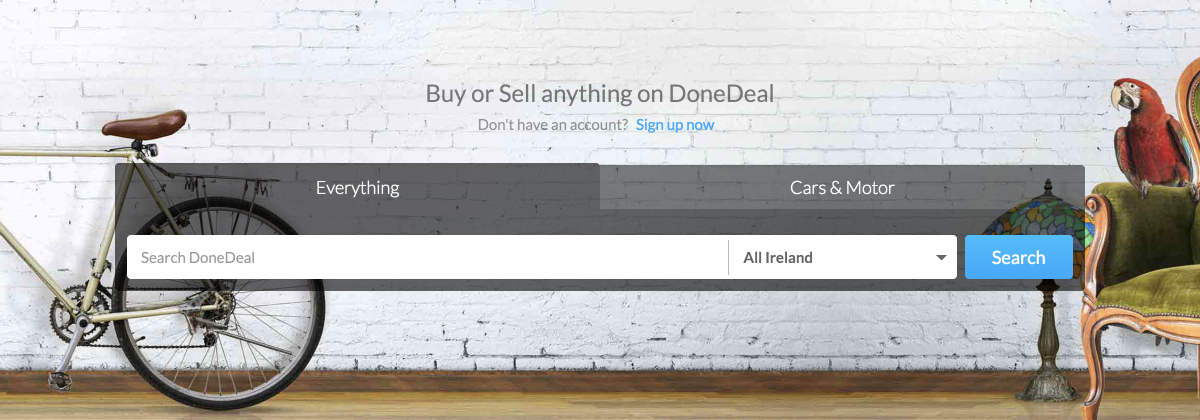 Buy or Sell anything on DoneDeal
Don't have an account? Sign up now
Everything
Cars & Motor
Search DoneDeal
All Ireland
Search